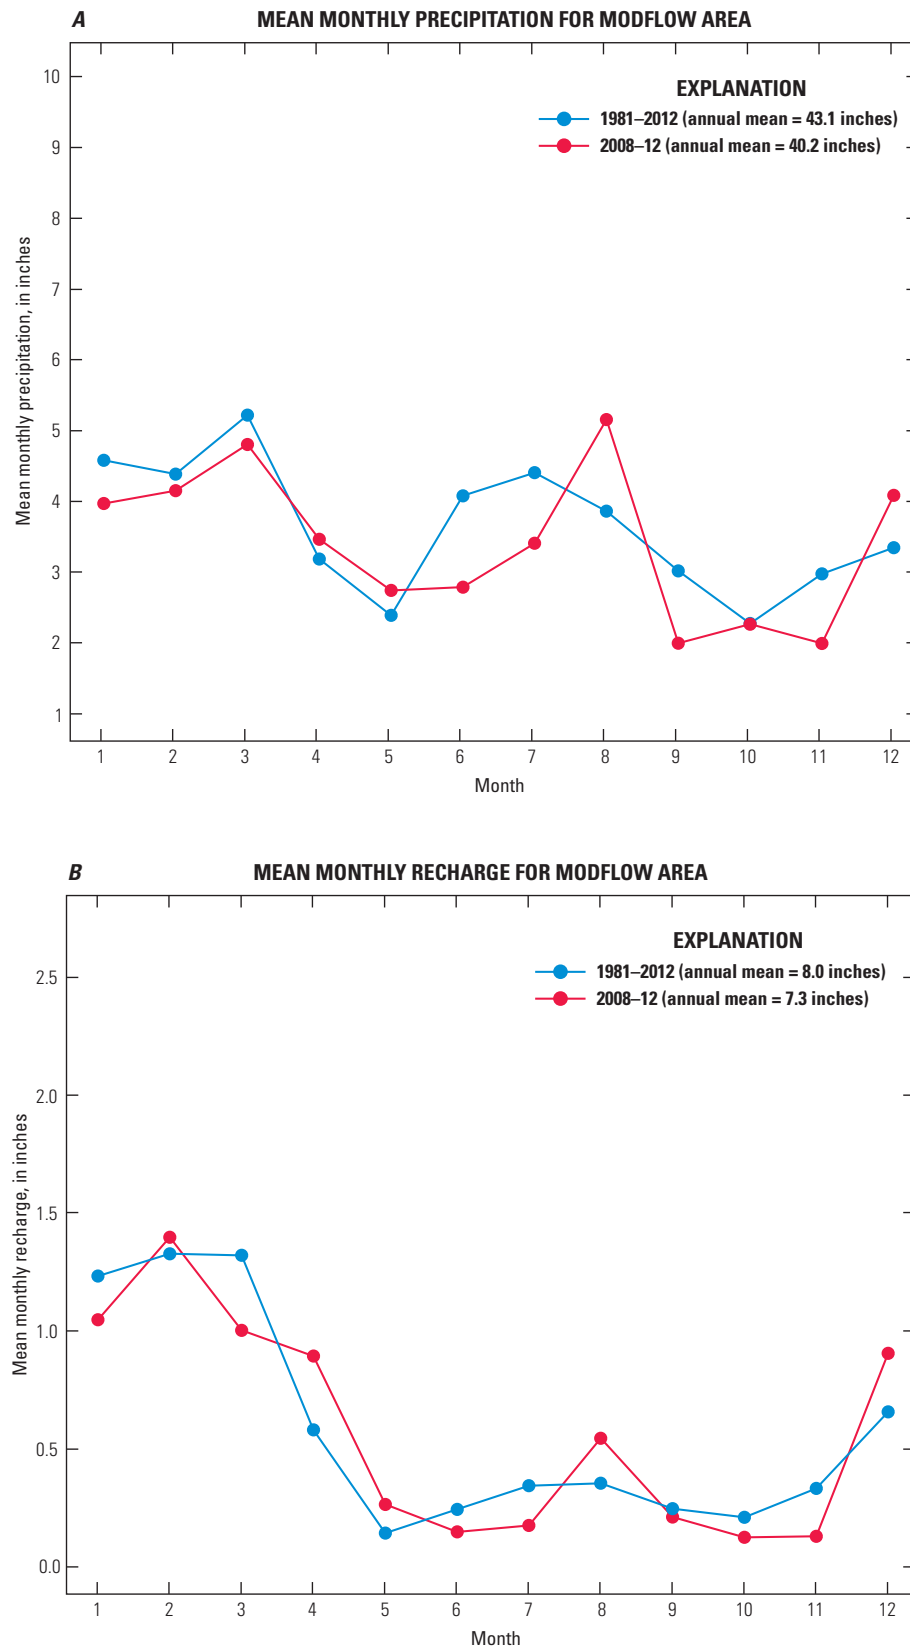 A MEAN MONTHLY PRECIPITATION FOR MODFLOW AREA
EXPLANATION
1981–2012 (annual mean = 43.1 inches)
2008–12 (annual mean = 40.2 inches)
Mean monthly precipitation, in inches
10
9
8
7
6
5
4
3
2
1
1 2 3 4 5 6 7 8 9 10 11 12
Month
B MEAN MONTHLY RECHARGE FOR MODFLOW AREA
EXPLANATION
1981–2012 (annual mean = 8.0 inches)
2008–12 (annual mean = 7.3 inches)
Mean monthly recharge, in inches
2.5
2.0
1.5
1.0
0.5
0.0
1 2 3 4 5 6 7 8 9 10 11 12
Month